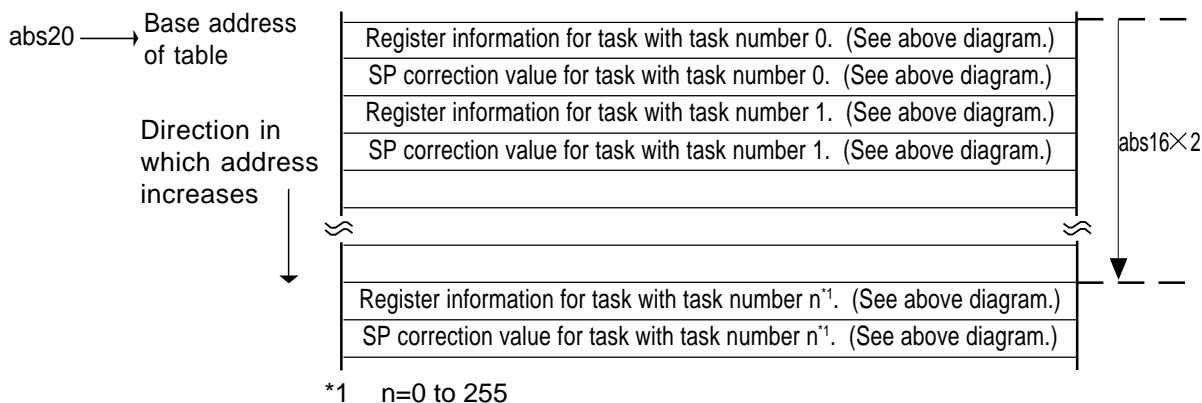 abs20
Base address
of table
Register information for task with task number 0. (See above diagram.)
SP correction value for task with task number 0. (See above diagram.)
Register information for task with task number 1. (See above diagram.)
SP correction value for task with task number 1. (See above diagram.)
Direction in
which address
increases
abs16×2
Register information for task with task number n*1. (See above diagram.)
SP correction value for task with task number n*1. (See above diagram.)
*1 n=0 to 255